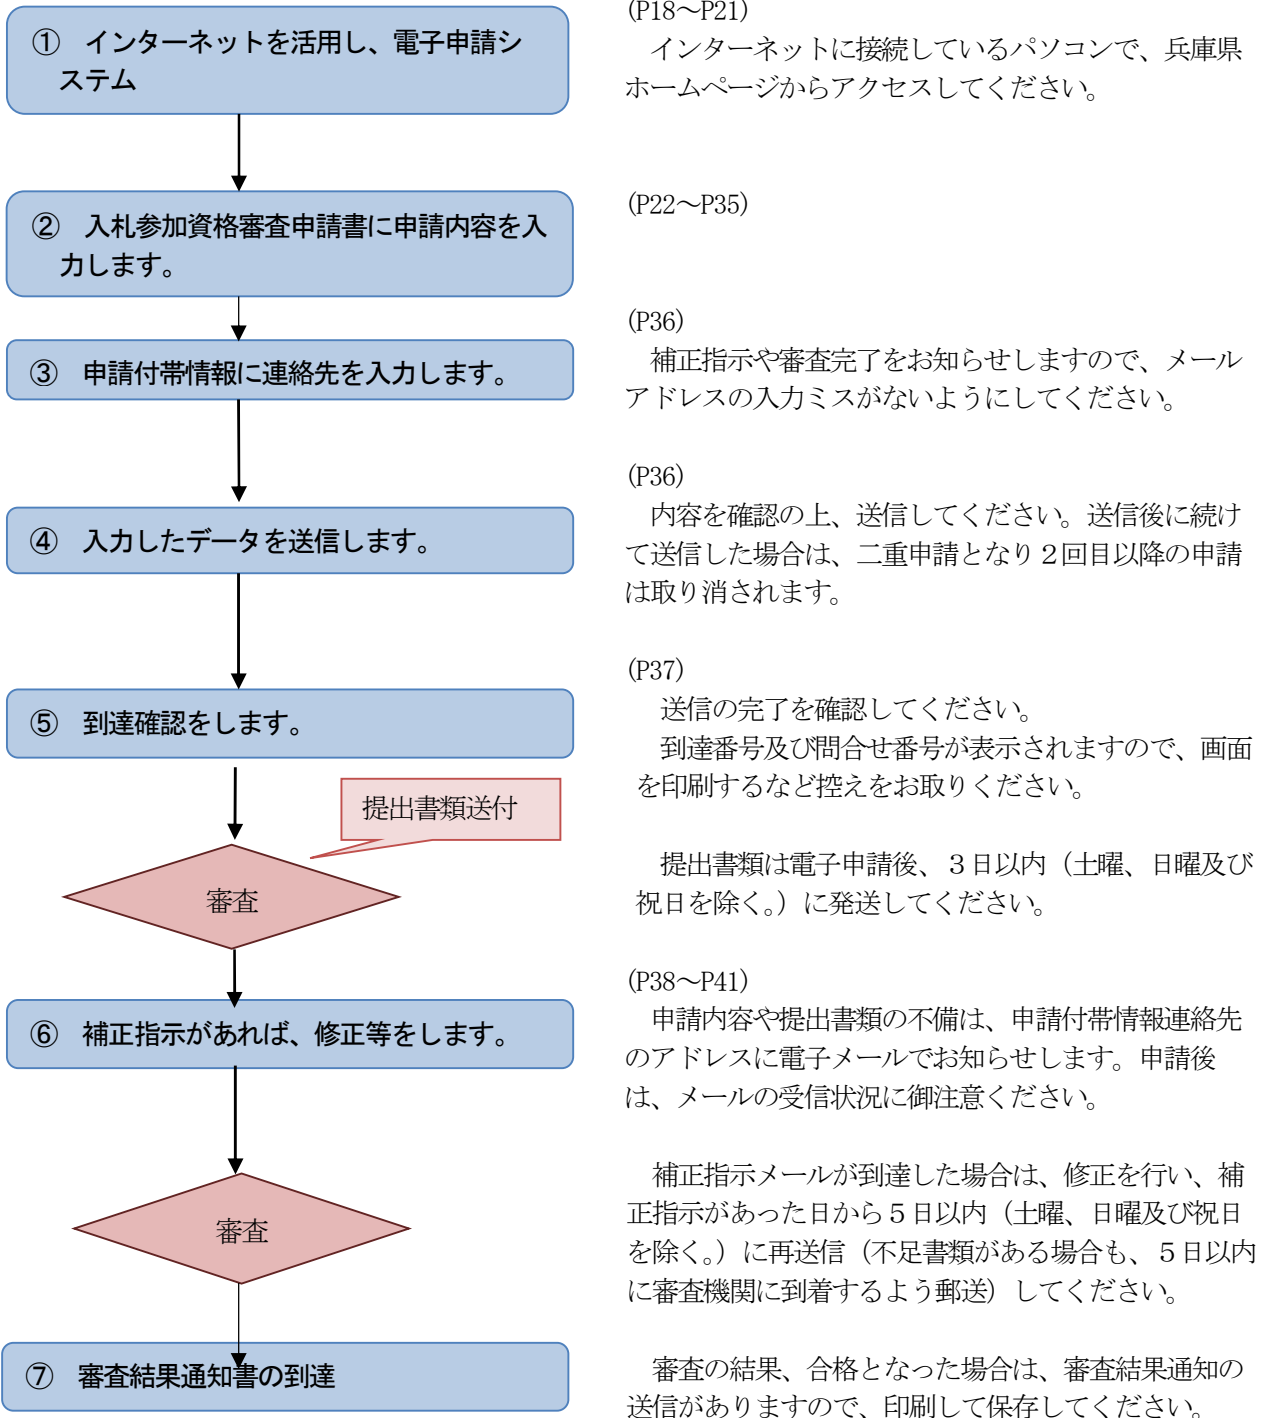 ① インターネットを活用し、電子申請シ
ステム
(P18～P21)
インターネットに接続しているパソコンで、兵庫県
ホームページからアクセスしてください。
② 入札参加資格審査申請書に申請内容を入
力します。
(P22～P35)
③ 申請付帯情報に連絡先を入力します。
(P36)
補正指示や審査完了をお知らせしますので、メール
アドレスの入力ミスがないようにしてください。
④ 入力したデータを送信します。
(P36)
内容を確認の上、送信してください。送信後に続け
て送信した場合は、二重申請となり２回目以降の申請
は取り消されます。
⑤ 到達確認をします。
(P37)
送信の完了を確認してください。
到達番号及び問合せ番号が表示されますので、画面
を印刷するなど控えをお取りください。
提出書類送付
審査
提出書類は電子申請後、３日以内（土曜、日曜及び
祝日を除く。）に発送してください。
⑥ 補正指示があれば、修正等をします。
(P38～P41)
申請内容や提出書類の不備は、申請付帯情報連絡先
のアドレスに電子メールでお知らせします。申請後
は、メールの受信状況に御注意ください。
審査
補正指示メールが到達した場合は、修正を行い、補
正指示があった日から５日以内（土曜、日曜及び祝日
を除く。）に再送信（不足書類がある場合も、５日以内
に審査機関に到着するよう郵送）してください。
⑦ 審査結果通知書の到達
審査の結果、合格となった場合は、審査結果通知の
送信がありますので、印刷して保存してください。